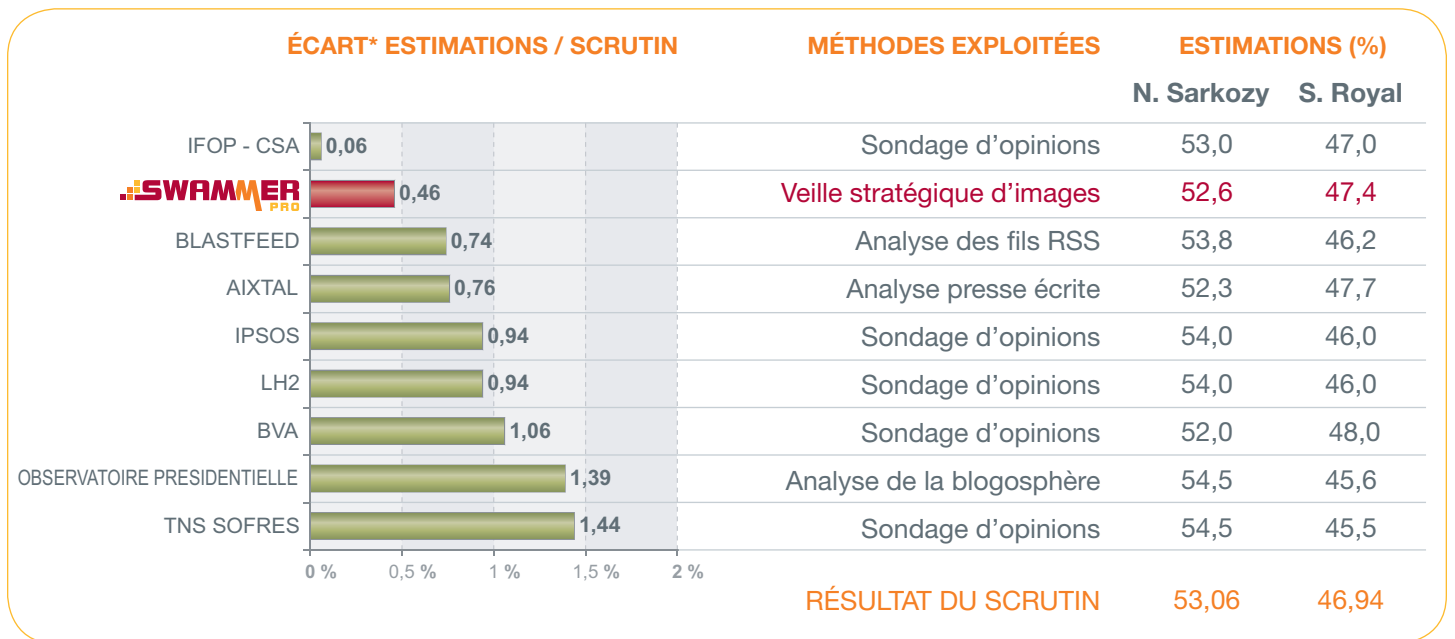 ÉCART* ESTIMATIONS / SCRUTIN MÉTHODES EXPLOITÉES ESTIMATIONS (%)
N. Sarkozy S. Royal
IFOP - CSA 0,06 Sondage d’opinions 53,0 47,0
SWAMMER PRO 0,46 Veille stratégique d’images 52,6 47,4
BLASTFEED 0,74 Analyse des fils RSS 53,8 46,2
AIXTAL 0,76 Analyse presse écrite 52,3 47,7
IPSOS 0,94 Sondage d’opinions 54,0 46,0
LH2 0,94 Sondage d’opinions 54,0 46,0
BVA 1,06 Sondage d’opinions 52,0 48,0
OBSERVATOIRE PRESIDENTIELLE 1,39 Analyse de la blogosphère 54,5 45,6
TNS SOFRES 1,44 Sondage d’opinions 54,5 45,5
0 % 0,5 % 1 % 1,5 % 2 %
RÉSULTAT DU SCRUTIN 53,06 46,94